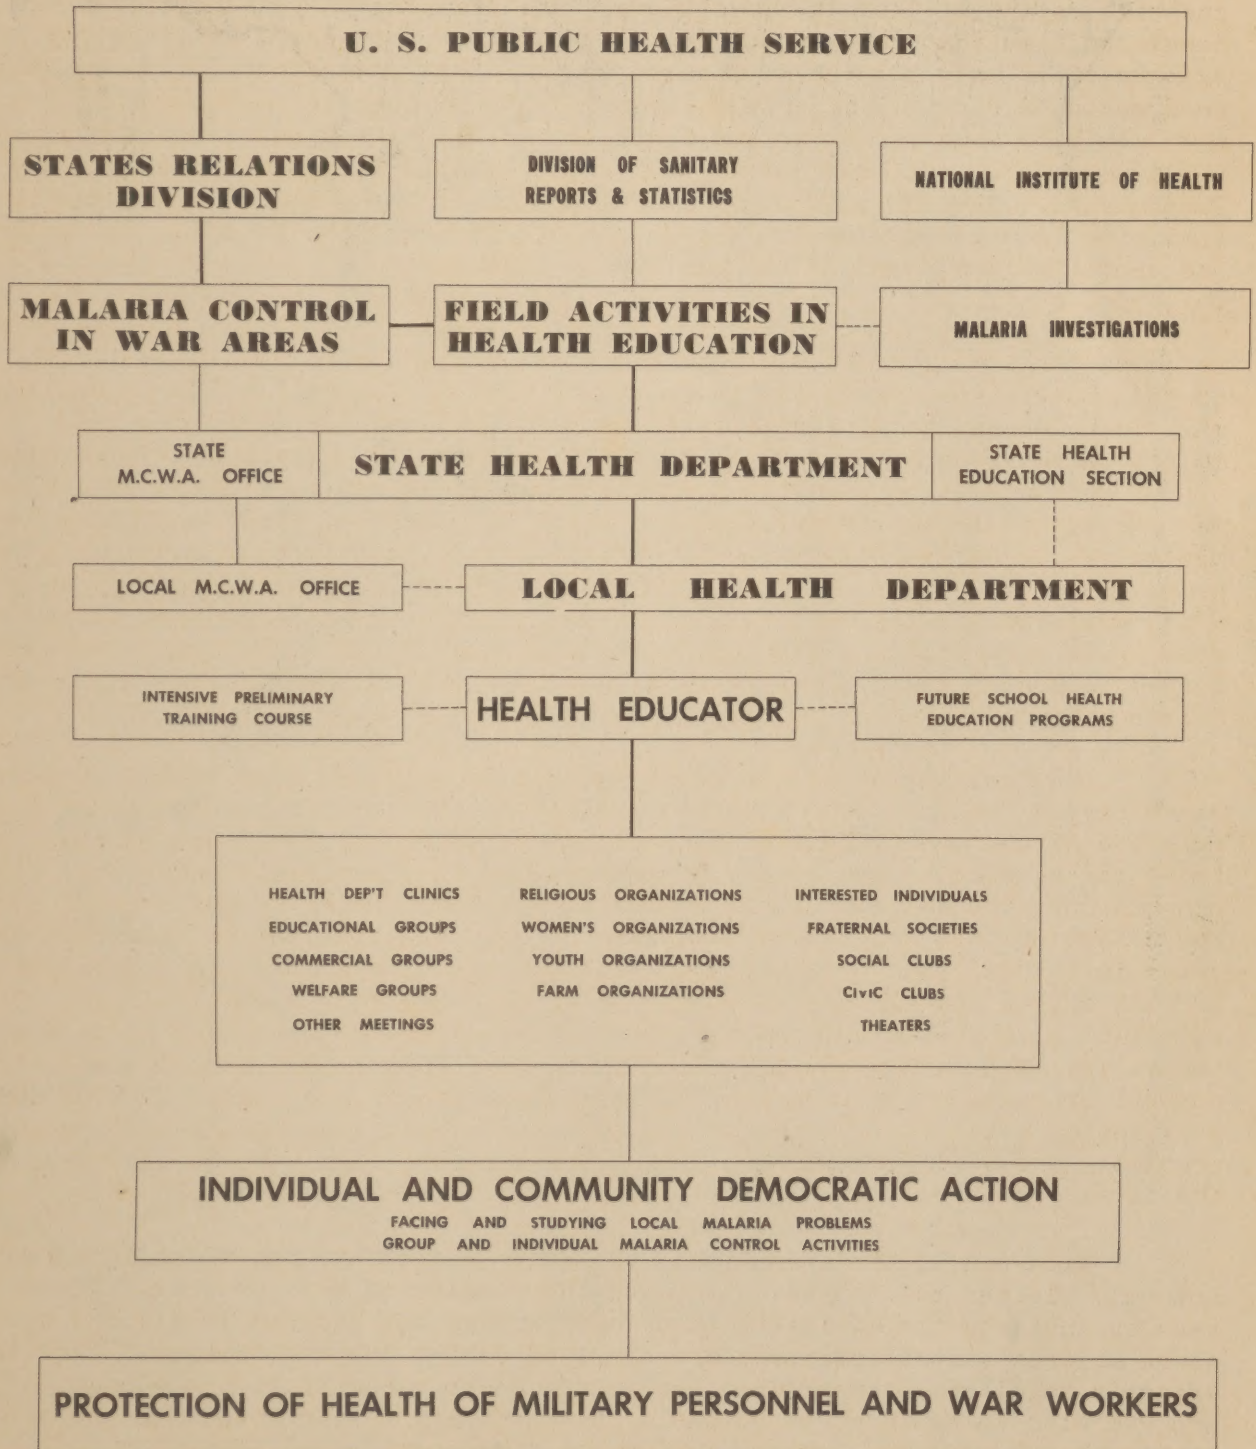 U. S. PUBLIC HEALTH SERVICE
STATES RELATIONS
DIVISION
DIVISION OF SANITARY
REPORTS & STATISTICS
NATIONAL INSTITUTE OF HEALTH
MALARIA CONTROL
IN WAR AREAS
FIELD ACTIVITIES IN
HEALTH EDUCATION
MALARIA INVESTIGATIONS
STATE
M.C.W.A. OFFICE
STATE HEALTH DEPARTMENT
STATE HEALTH
EDUCATION SECTION
LOCAL M.C.W.A. OFFICE
LOCAL HEALTH DEPARTMENT
INTENSIVE PRELIMINARY
TRAINING COURSE
HEALTH EDUCATOR
FUTURE SCHOOL HEALTH
EDUCATION PROGRAMS
HEALTH DEP'T CLINICS
EDUCATIONAL GROUPS
COMMERCIAL GROUPS
WELFARE GROUPS
OTHER MEETINGS
RELIGIOUS ORGANIZATIONS
WOMEN'S ORGANIZATIONS
YOUTH ORGANIZATIONS
FARM ORGANIZATIONS
INTERESTED INDIVIDUALS
FRATERNAL SOCIETIES
SOCIAL CLUBS
CIviC CLUBS
THEATERS
INDIVIDUAL AND COMMUNITY DEMOCRATIC ACTION
FACING AND STUDYING LOCAL MALARIA PROBLEMS
GROUP AND INDIVIDUAL MALARIA CONTROL ACTIVITIES
PROTECTION OF HEALTH OF MILITARY PERSONNEL AND WAR WORKERS